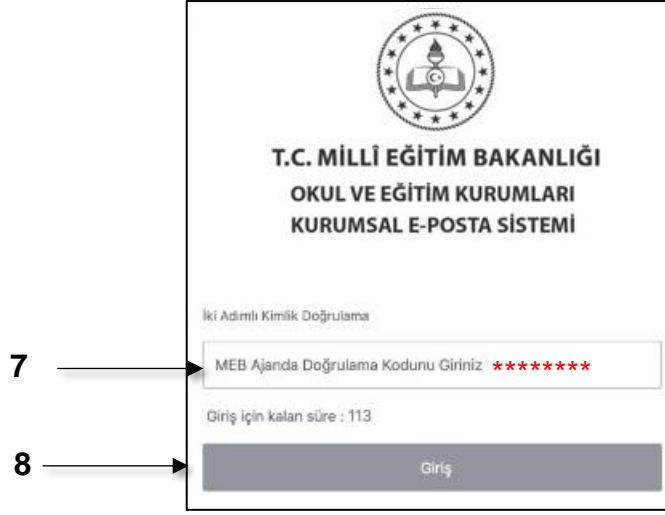 T.C. MİLLÎ EĞİTİM BAKANLIĞI
OKUL VE EĞİTİM KURUMLARI
KURUMSAL E-POSTA SİSTEMİ
İki Adımlı Kimlik Doğrulama
7 MEB Ajanda Doğrulama Kodunu Giriniz ********
Giriş için kalan süre : 113
8 Giriş